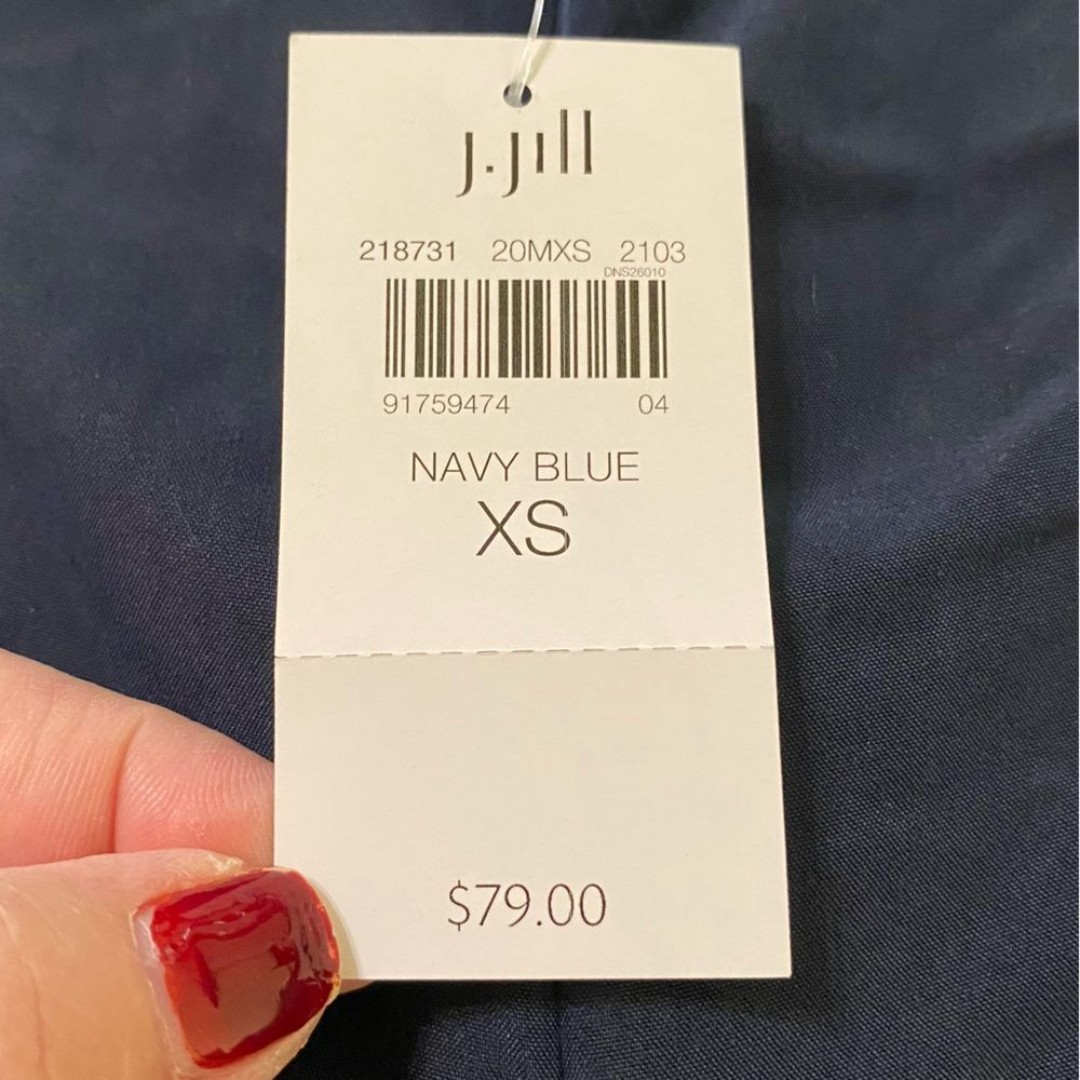 J.Jill
218731 20MXS 2103
DNS26010
91759474 04
NAVY BLUE
XS
$79.00